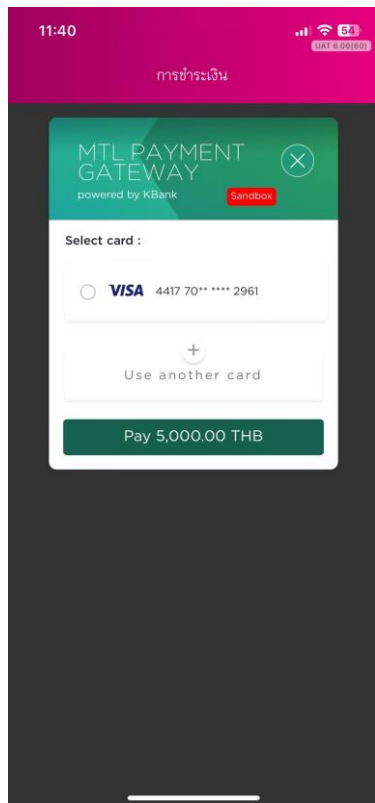 11:40
54
UAT 6.00(60)
การชำระเงิน
MTL PAYMENT
GATEWAY
powered by KBank
Sandbox
Select card :
VISA 4417 70** **** 2961
+
Use another card
Pay 5,000.00 THB